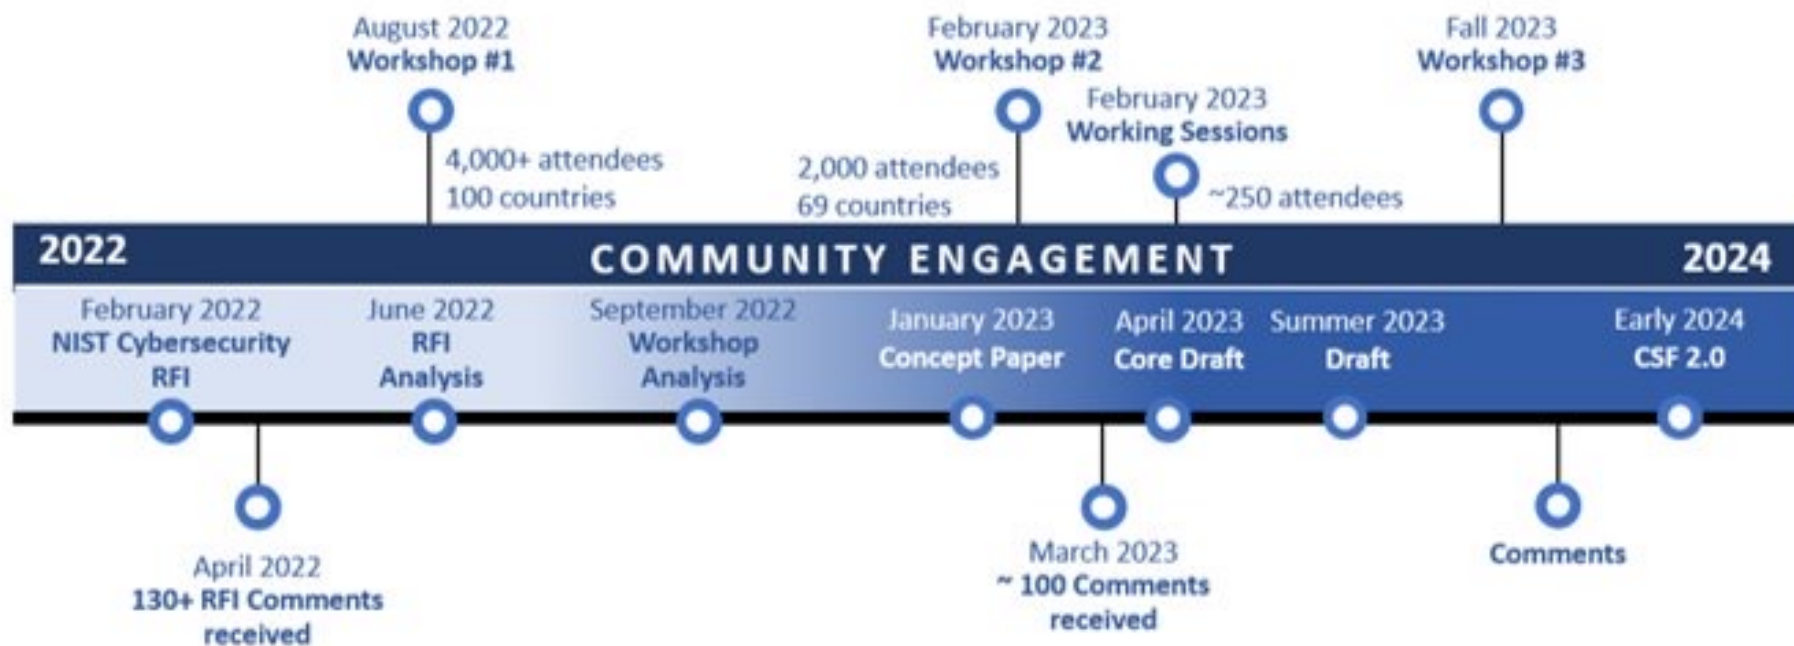 August 2022
Workshop #1
4,000+ attendees
100 countries
February 2023
Workshop #2
2,000 attendees
69 countries
February 2023
Working Sessions
~250 attendees
Fall 2023
Workshop #3
2022
COMMUNITY ENGAGEMENT
2024
February 2022
NIST Cybersecurity
RFI
June 2022
RFI
Analysis
September 2022
Workshop
Analysis
January 2023
Concept Paper
April 2023
Core Draft
Summer 2023
Draft
Early 2024
CSF 2.0
April 2022
130+ RFI Comments
received
March 2023
~ 100 Comments
received
Comments